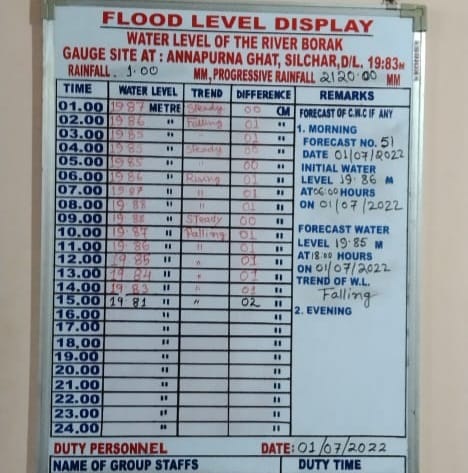 FLOOD LEVEL DISPLAY
WATER LEVEL OF THE RIVER BORAK
GAUGE SITE AT : ANNAPURNA GHAT, SILCHAR, D/L. 19:83M
RAINFALL. 1.00 MM, PROGRESSIVE RAINFALL 2120.00 MM
TIME WATER LEVEL TREND DIFFERENCE REMARKS
01.00 19 87 METRE Steady 00 CM
02.00 19 86 " Falling 01 "
03.00 19 85 " " 01 "
04.00 19 85 " Steady 00 "
05.00 19 85 " " 00 "
06.00 19 86 " Rising 01 "
07.00 19 87 " " 01 "
08.00 19 88 " " 01 "
09.00 19 88 " Steady 00 "
10.00 19 87 " Falling 01 "
11.00 19 86 " " 01 "
12.00 19.85 " " 01 "
13.00 19 84 " " 01 "
14.00 19 83 " " 01 "
15.00 19 81 " " 02 "
16.00 " "
17.00 " "
18.00 " "
19.00 " "
20.00 " "
21.00 " "
22.00 " "
23.00 " "
24.00 " "
FORECAST OF C.W.C IF ANY
1. MORNING
FORECAST NO. 51
DATE 01/07/2022
INITIAL WATER
LEVEL 19.86 M
AT 06:00 HOURS
ON 01/07/2022
FORECAST WATER
LEVEL 19.85 M
AT 18:00 HOURS
ON 01/07/2022
TREND OF W.L.
Falling
2. EVENING
DUTY PERSONNEL DATE: 01/07/2022
NAME OF GROUP STAFFS DUTY TIME